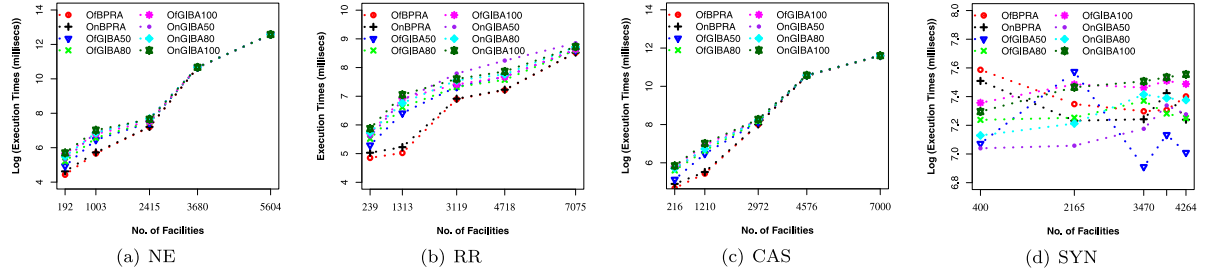 Log (Execution Times (millisecs))
14
12
10
8
6
4
OfBPRA
OnBPRA
OfGIBA50
OfGIBA80
OfGIBA100
OnGIBA50
OnGIBA80
OnGIBA100
192 1003 2415 3680 5604
No. of Facilities
(a) NE
Execution Times (millisecs)
10
9
8
7
6
5
4
OfBPRA
OnBPRA
OfGIBA50
OfGIBA80
OfGIBA100
OnGIBA50
OnGIBA80
OnGIBA100
239 1313 3119 4718 7075
No. of Facilities
(b) RR
Log (Execution Times (millisecs))
14
12
10
8
6
OfBPRA
OnBPRA
OfGIBA50
OfGIBA80
OfGIBA100
OnGIBA50
OnGIBA80
OnGIBA100
216 1210 2972 4576 7000
No. of Facilities
(c) CAS
Log (Execution Times (millisecs))
8.0
7.6
7.4
7.2
7.0
6.8
OfBPRA
OnBPRA
OfGIBA50
OfGIBA80
OfGIBA100
OnGIBA50
OnGIBA80
OnGIBA100
400 2165 3470 4264
No. of Facilities
(d) SYN